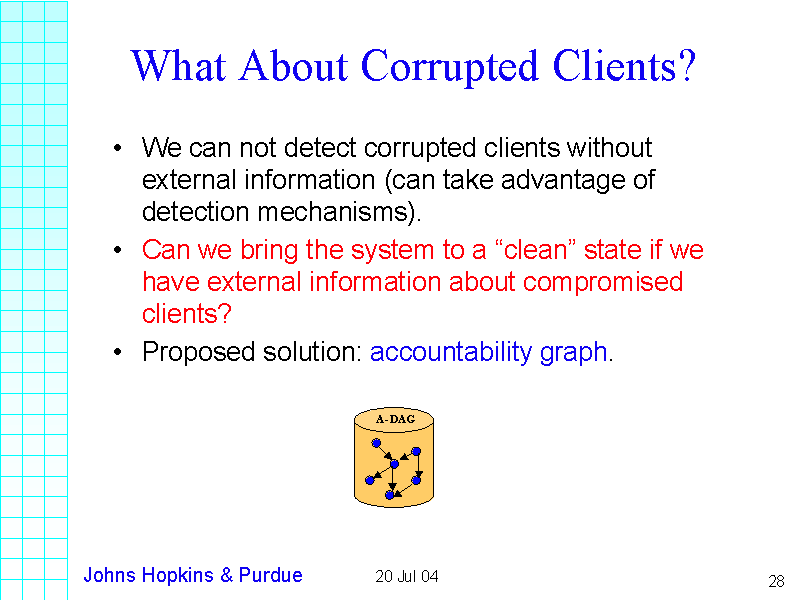 What About Corrupted Clients?
• We can not detect corrupted clients without
external information (can take advantage of
detection mechanisms).
• Can we bring the system to a “clean” state if we
have external information about compromised
clients?
• Proposed solution: accountability graph.
A-DAG
Johns Hopkins & Purdue
20 Jul 04
28